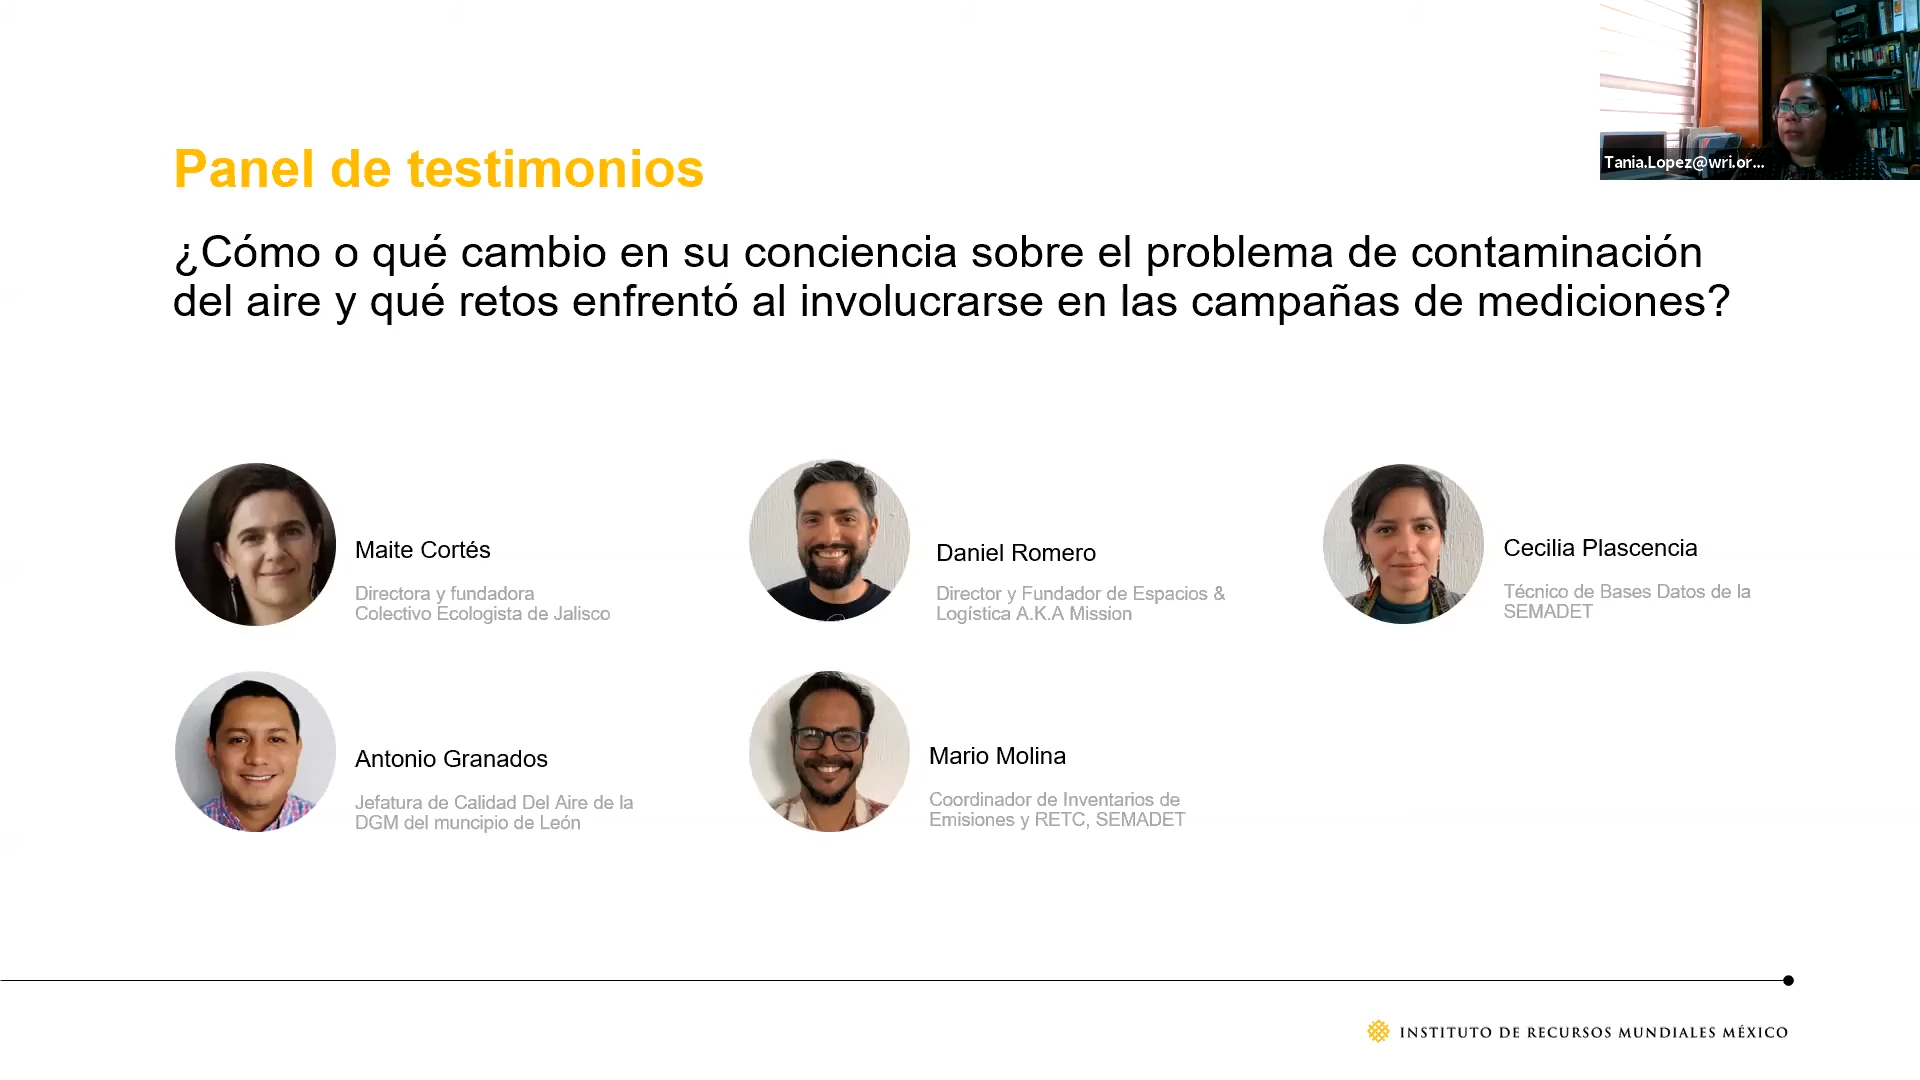 Tania.Lopez@wri.or...
Panel de testimonios
¿Cómo o qué cambio en su conciencia sobre el problema de contaminación
del aire y qué retos enfrentó al involucrarse en las campañas de mediciones?
Maite Cortés
Directora y fundadora
Colectivo Ecologista de Jalisco
Daniel Romero
Director y Fundador de Espacios &
Logística A.K.A Mission
Cecilia Plascencia
Técnico de Bases Datos de la
SEMADET
Antonio Granados
Jefatura de Calidad Del Aire de la
DGM del muncipio de León
Mario Molina
Coordinador de Inventarios de
Emisiones y RETC, SEMADET
INSTITUTO DE RECURSOS MUNDIALES MÉXICO